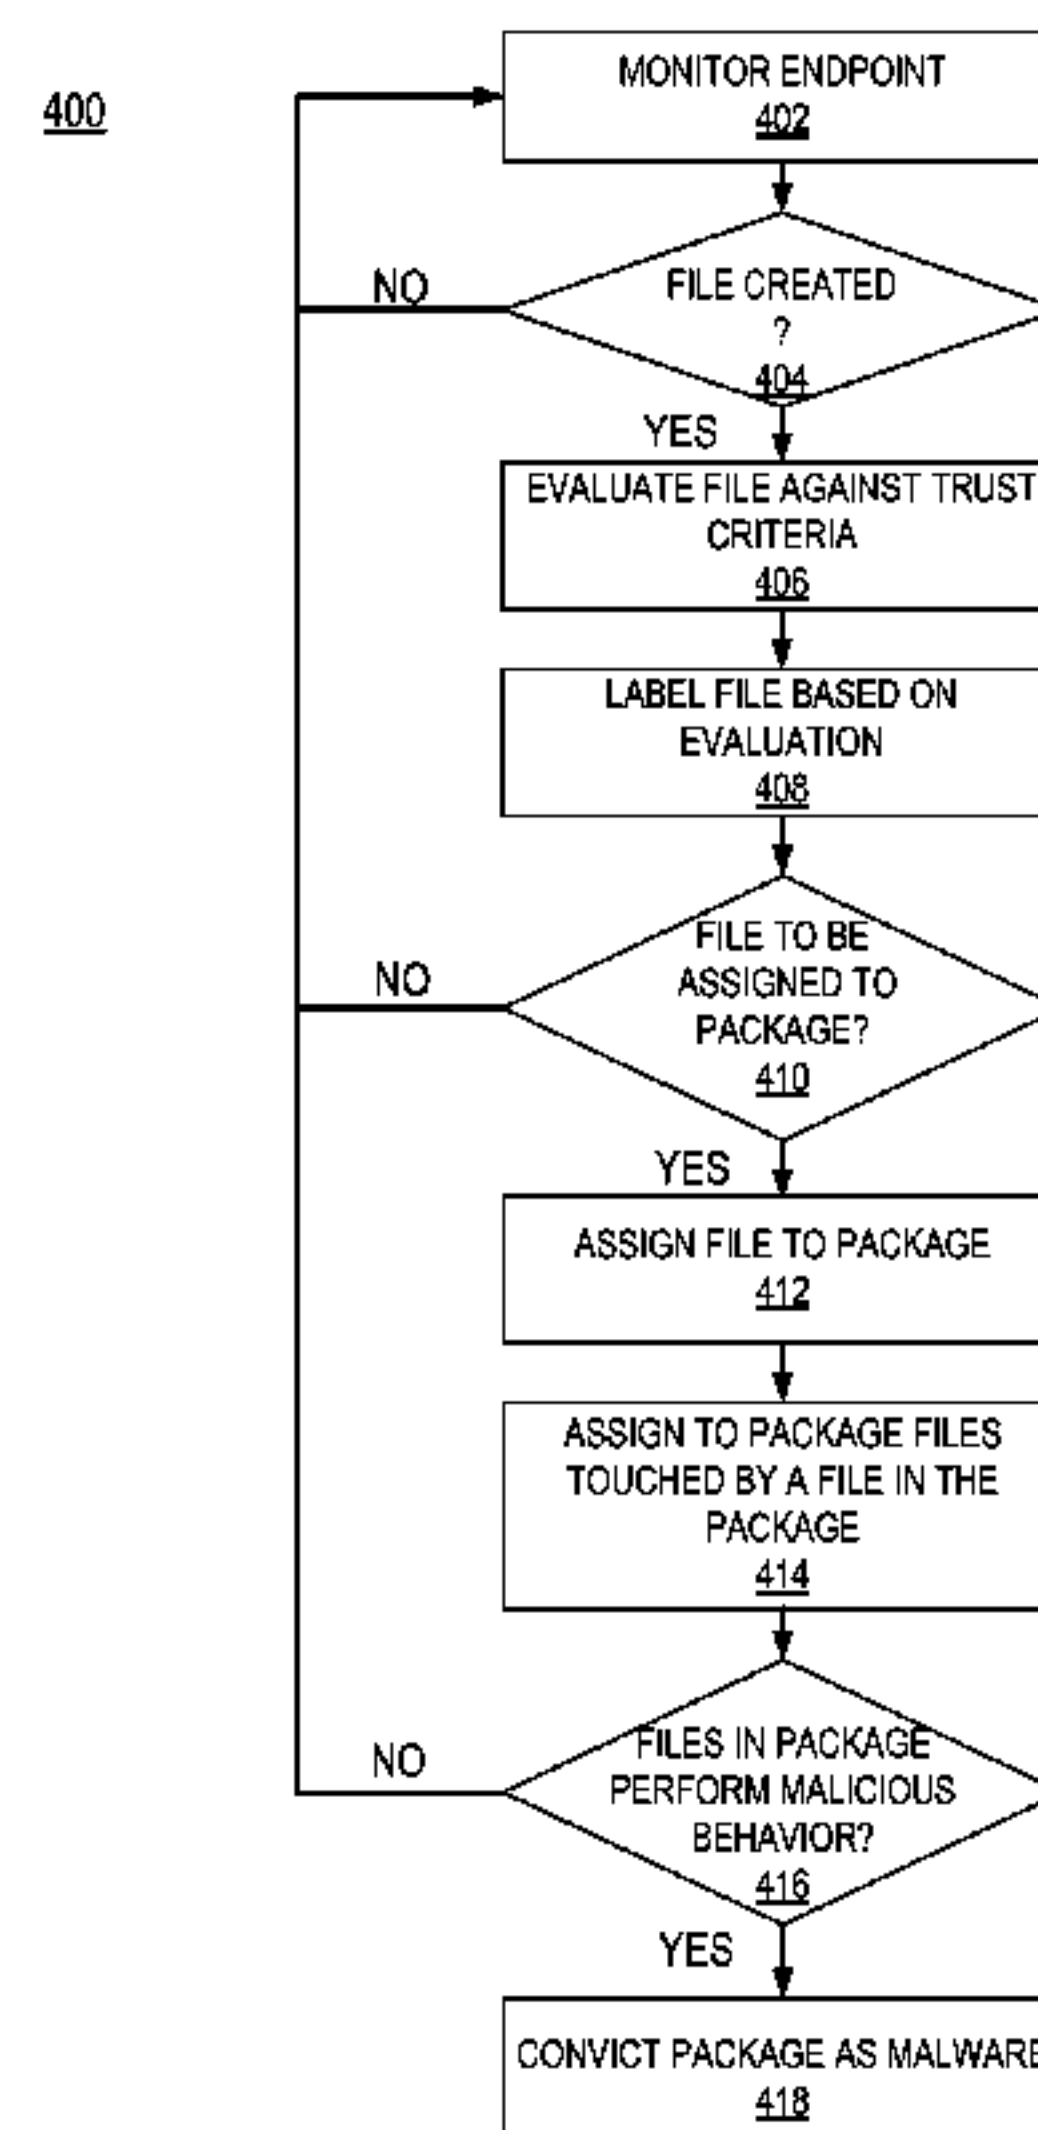 400
MONITOR ENDPOINT
402
NO
FILE CREATED
?
404
YES
EVALUATE FILE AGAINST TRUST
CRITERIA
406
LABEL FILE BASED ON
EVALUATION
408
NO
FILE TO BE
ASSIGNED TO
PACKAGE?
410
YES
ASSIGN FILE TO PACKAGE
412
ASSIGN TO PACKAGE FILES
TOUCHED BY A FILE IN THE
PACKAGE
414
NO
FILES IN PACKAGE
PERFORM MALICIOUS
BEHAVIOR?
416
YES
CONVICT PACKAGE AS MALWARE
418